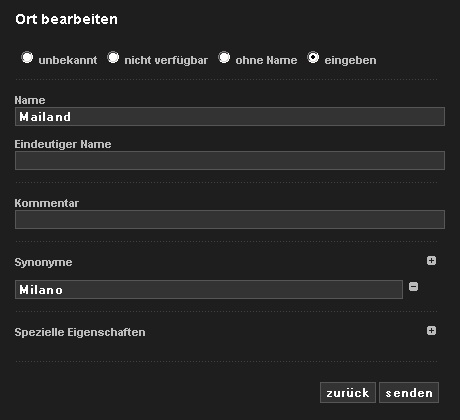 Ort bearbeiten
unbekannt nicht verfügbar ohne Name eingeben
Name
Mailand
Eindeutiger Name
Kommentar
Synonyme
Milano
Spezielle Eigenschaften
zurück senden